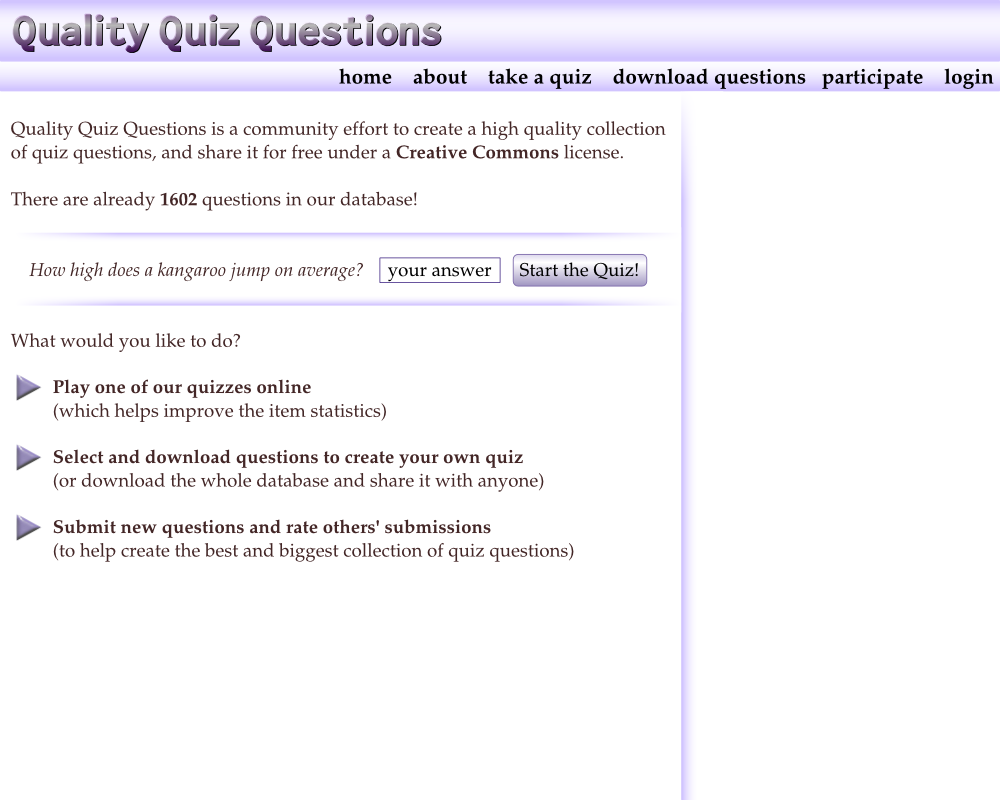 Quality Quiz Questions
home about take a quiz download questions participate login
Quality Quiz Questions is a community effort to create a high quality collection
of quiz questions, and share it for free under a Creative Commons license.
There are already 1602 questions in our database!
How high does a kangaroo jump on average? your answer Start the Quiz!
What would you like to do?
Play one of our quizzes online
(which helps improve the item statistics)
Select and download questions to create your own quiz
(or download the whole database and share it with anyone)
Submit new questions and rate others' submissions
(to help create the best and biggest collection of quiz questions)